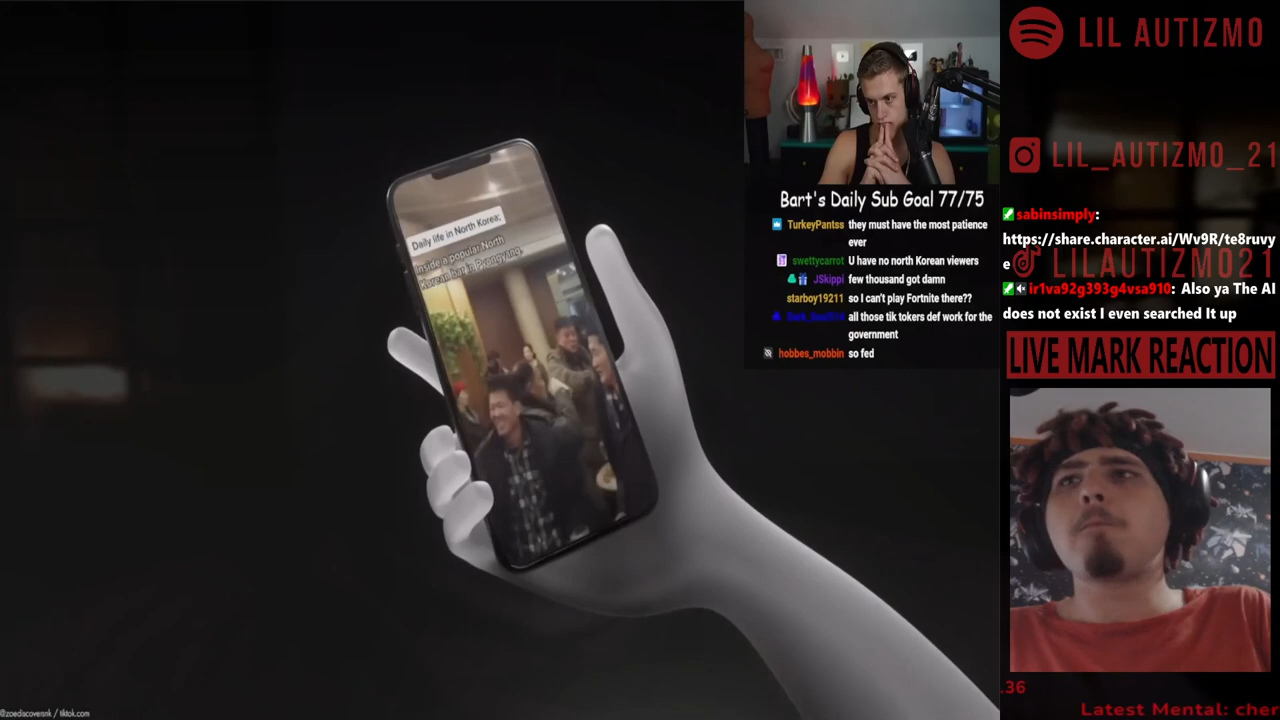 Daily life in North Korea;
Inside a popular North
Korean bar in Pyongyang.
@zoediscoversnk / tiktok.com
Bart's Daily Sub Goal 77/75
TurkeyPantss they must have the most patience
ever
swettycarrot U have no north Korean viewers
JSkippi few thousand got damn
starboy19211 so I can't play Fortnite there??
all those tik tokers def work for the
government
hobbes_mobbin so fed
LIL AUTIZMO
LIL_AUTIZMO_21
sabinsimply:
https://share.character.ai/Wv9R/te8ruvy
e
LILAUTIZMO21
ir1va92g393g4vsa910: Also ya The AI
does not exist I even searched It up
LIVE MARK REACTION
.36
Latest Mental: cher